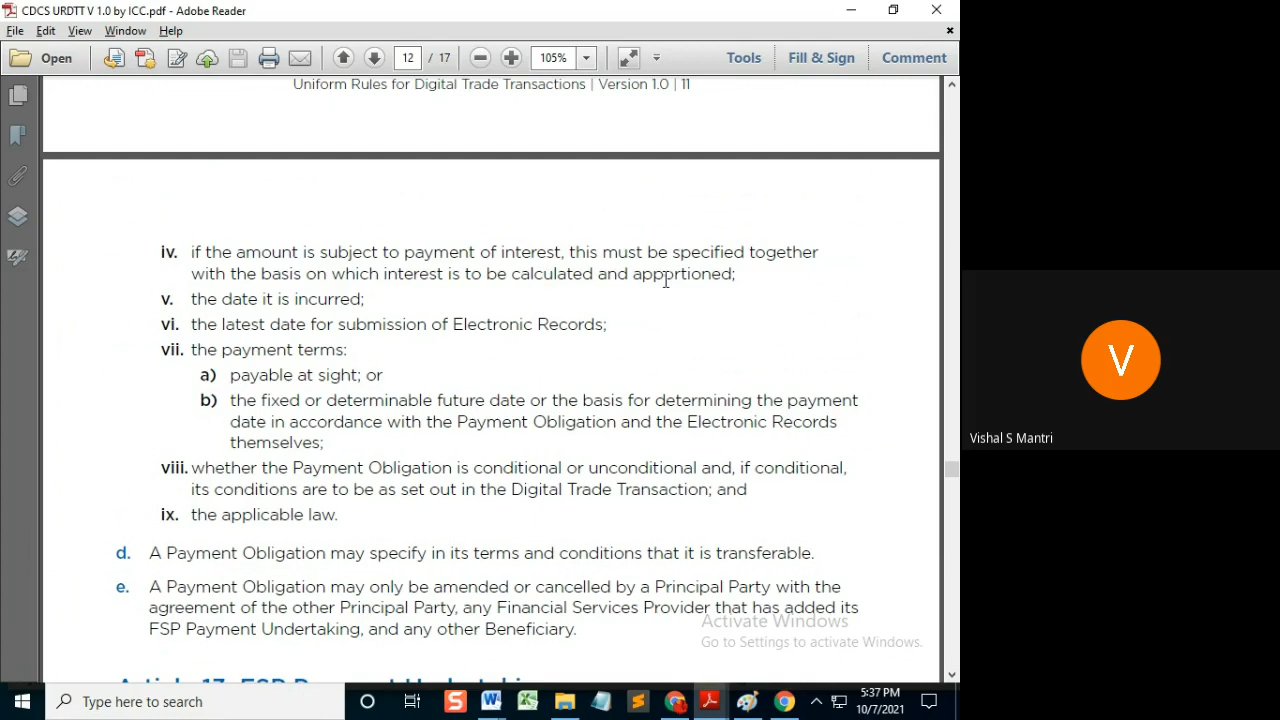 CDCS URDTT V 1.0 by ICC.pdf - Adobe Reader
File Edit View Window Help
Open 12 / 17 105% Tools Fill & Sign Comment
Uniform Rules for Digital Trade Transactions | Version 1.0 | 11
iv. if the amount is subject to payment of interest, this must be specified together
with the basis on which interest is to be calculated and apportioned;
v. the date it is incurred;
vi. the latest date for submission of Electronic Records;
vii. the payment terms:
a) payable at sight; or
b) the fixed or determinable future date or the basis for determining the payment
date in accordance with the Payment Obligation and the Electronic Records
themselves;
viii. whether the Payment Obligation is conditional or unconditional and, if conditional,
its conditions are to be as set out in the Digital Trade Transaction; and
ix. the applicable law.
d. A Payment Obligation may specify in its terms and conditions that it is transferable.
e. A Payment Obligation may only be amended or cancelled by a Principal Party with the
agreement of the other Principal Party, any Financial Services Provider that has added its
FSP Payment Undertaking, and any other Beneficiary.
Activate Windows
Go to Settings to activate Windows.
V
Vishal S Mantri
Type here to search
5:37 PM
10/7/2021